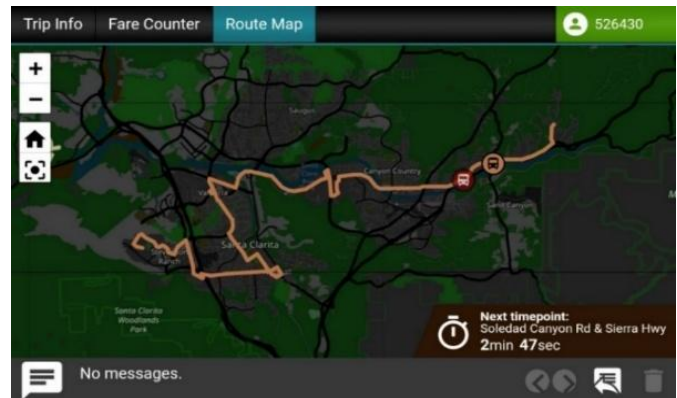 Trip Info
Fare Counter
Route Map
526430
+
−
Saugus
Canyon Country
Santa Clarita
Ranch
Santa Clarita
Woodlands
Park
Next timepoint:
Soledad Canyon Rd & Sierra Hwy
2min 47sec
No messages.